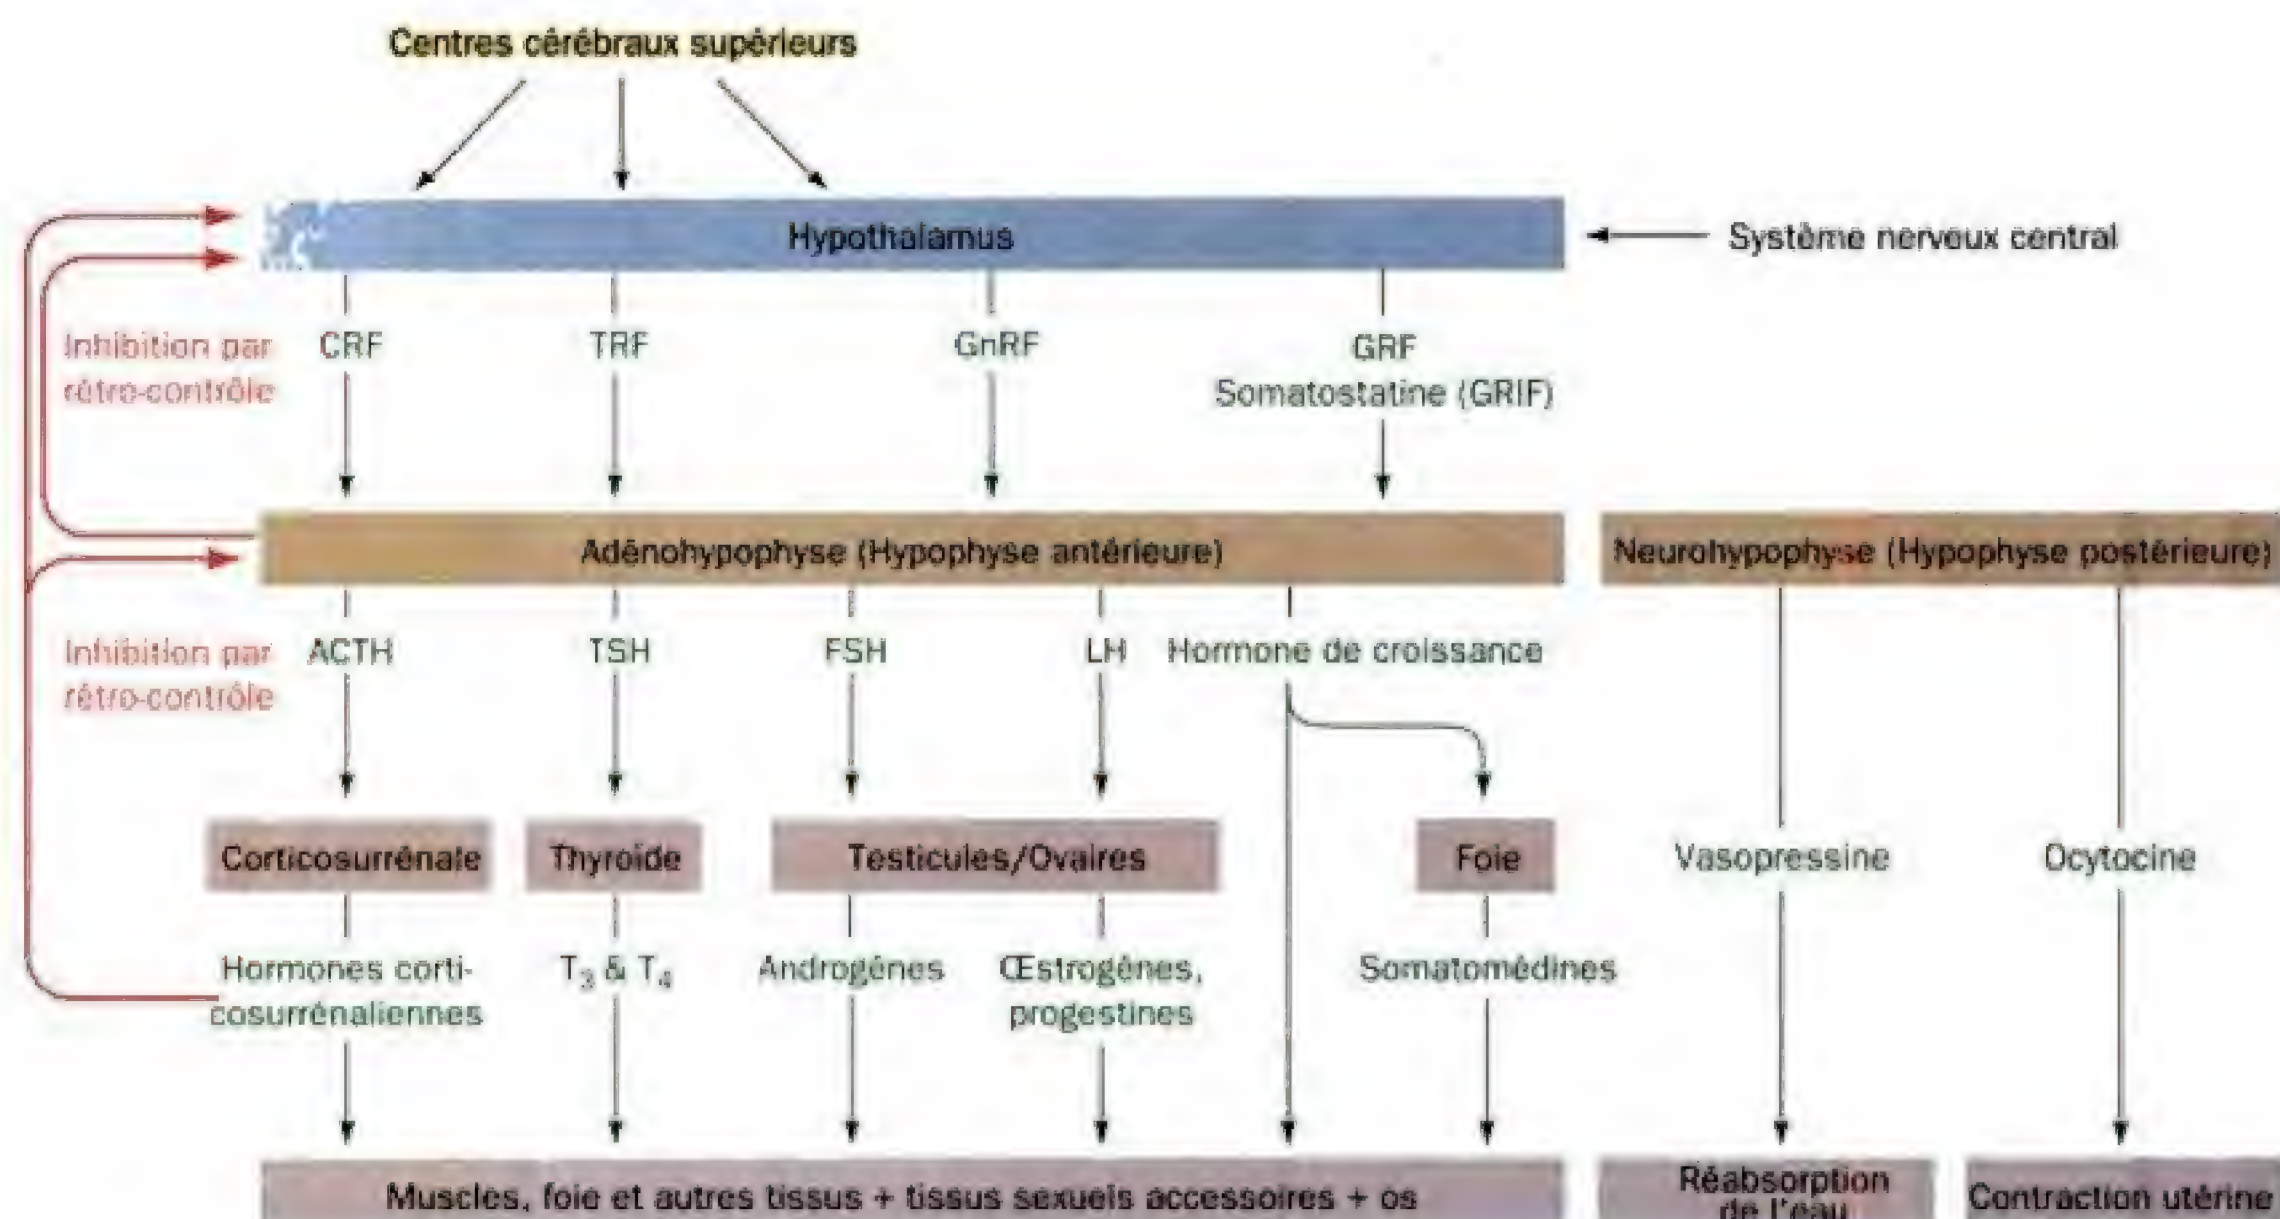 Centres cérébraux supérieurs
Hypothalamus
Système nerveux central
Inhibition par
rétro-contrôle
CRF
TRF
GnRF
GRF
Somatostatine (GRIF)
Adénohypophyse (Hypophyse antérieure)
Neurohypophyse (Hypophyse postérieure)
Inhibition par
rétro-contrôle
ACTH
TSH
FSH
LH
Hormone de croissance
Corticosurrénale
Thyroïde
Testicules/Ovaires
Foie
Vasopressine
Ocytocine
Hormones corti-
cosurrénaliennes
T₃ & T₄
Androgènes
Œstrogènes,
progestines
Somatomédines
Muscles, foie et autres tissus + tissus sexuels accessoires + os
Réabsorption
de l'eau
Contraction utérine